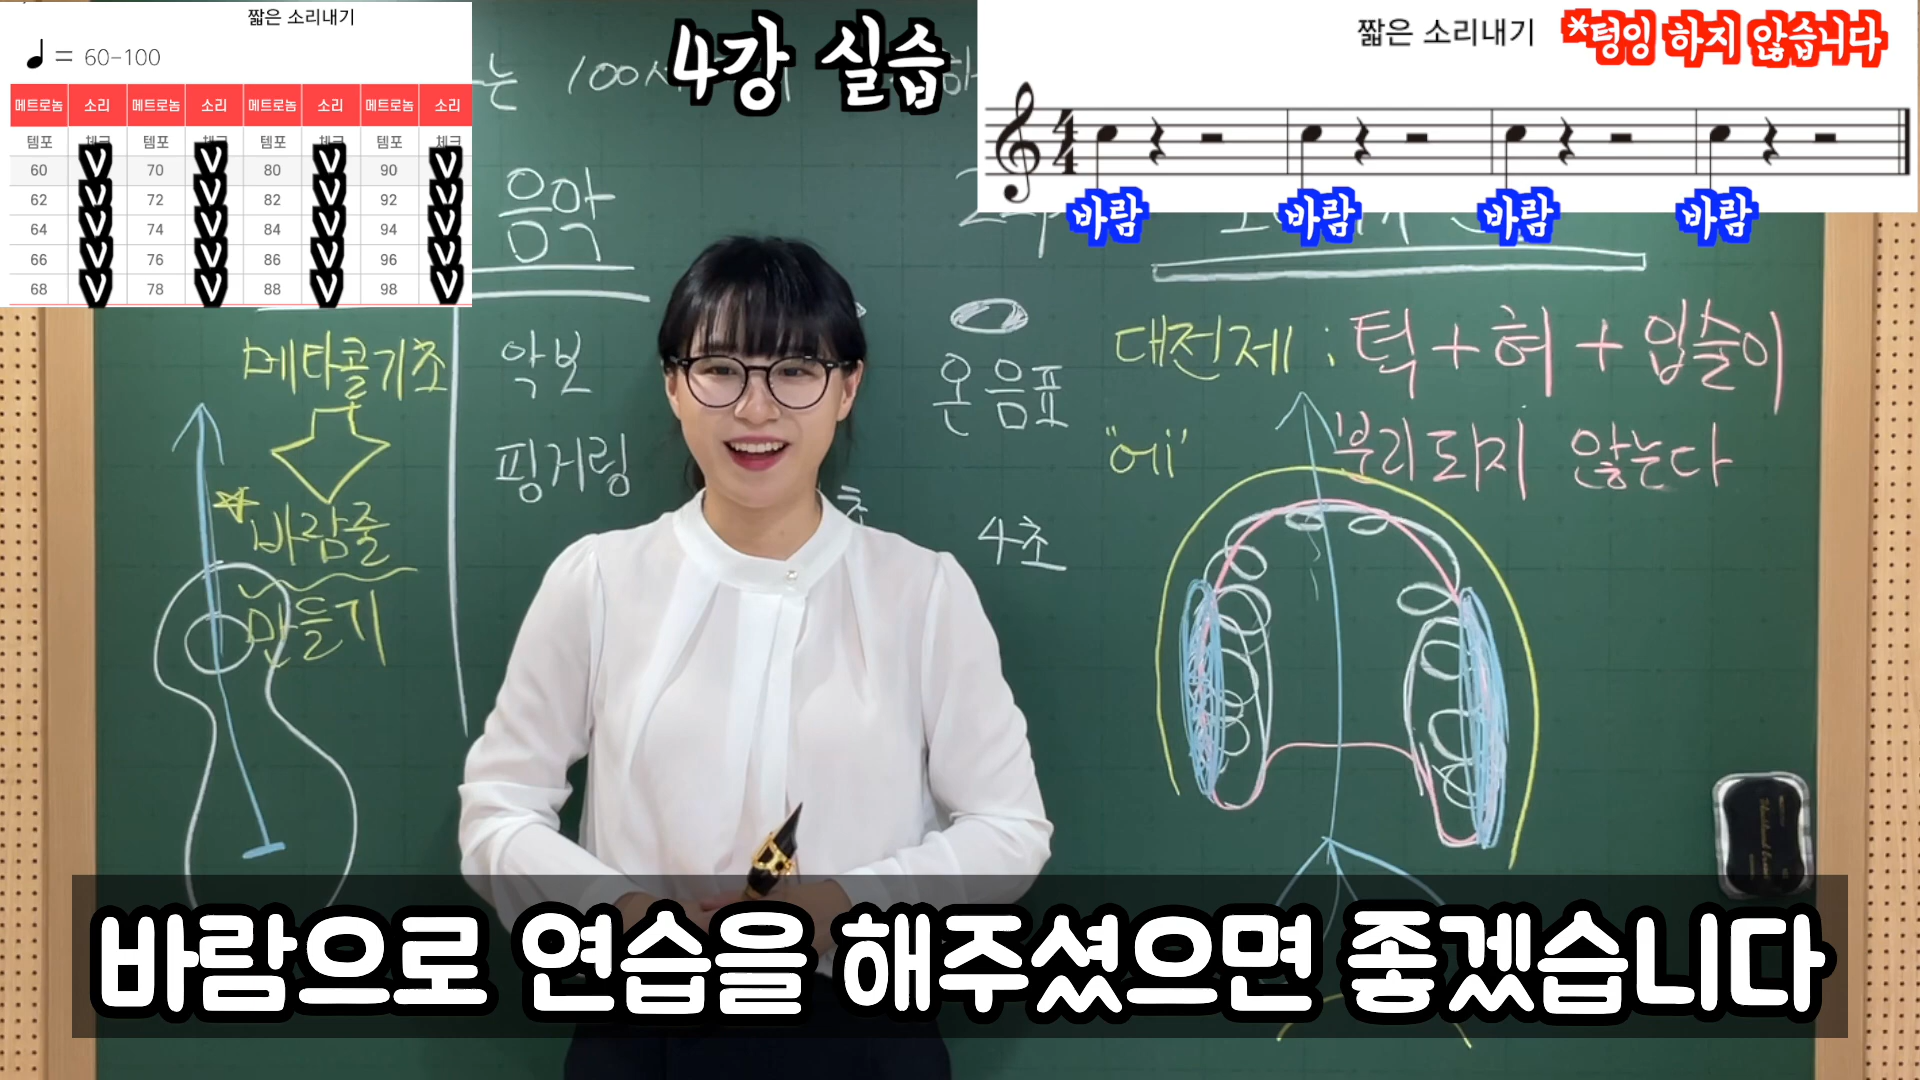 짧은 소리내기
♩ = 60-100
메트로놈 소리 메트로놈 소리 메트로놈 소리 메트로놈 소리
템포 체크 템포 체크 템포 체크 템포
60 V 70 V 80 V 90 V
62 V 72 V 82 V 92 V
64 V 74 V 84 V 94 V
66 V 76 V 86 V 96 V
68 V 78 V 88 V 98 V
4강 실습
짧은 소리내기 *텅잉 하지 않습니다
4/4
바람 바람 바람 바람
는 100
음악
메타콜기초
바람줄
만들기
악보
핑거링
온음표
4초
대전제 ; 턱+혀+입술이
분리되지 않는다
"에"
바람으로 연습을 해주셨으면 좋겠습니다